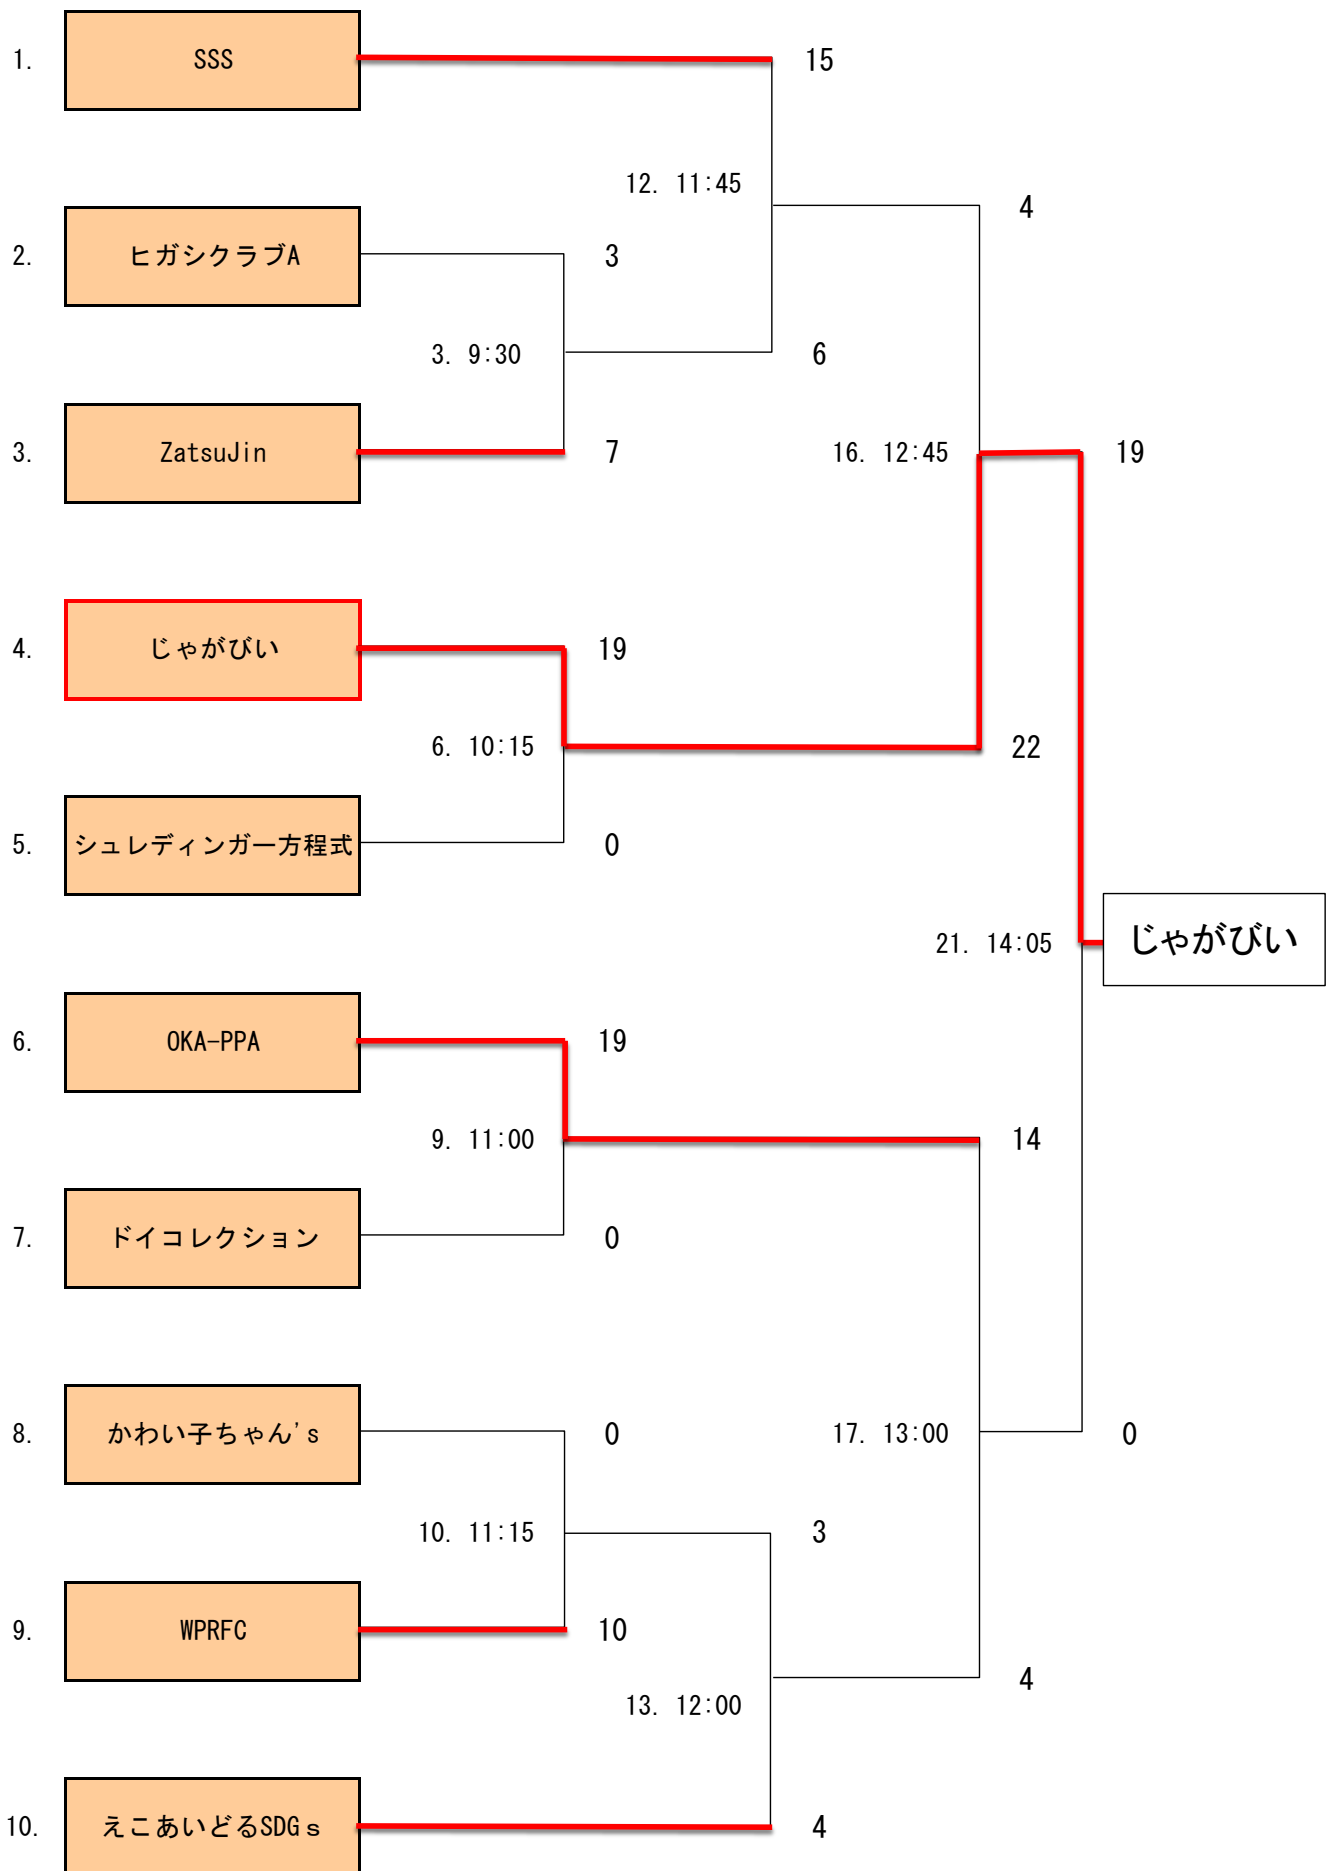 1. SSS 15
12. 11:45
4
2. ヒガシクラブA 3
3. 9:30 6
3. ZatsuJin 7 16. 12:45 19
4. じゃがびい 19
6. 10:15 22
5. シュレディンガー方程式 0
21. 14:05 じゃがびい
6. OKA-PPA 19
9. 11:00 14
7. ドイコレクション 0
8. かわい子ちゃん's 0 17. 13:00 0
10. 11:15 3
9. WPRFC 10
4
13. 12:00
10. えこあいどるSDGｓ 4